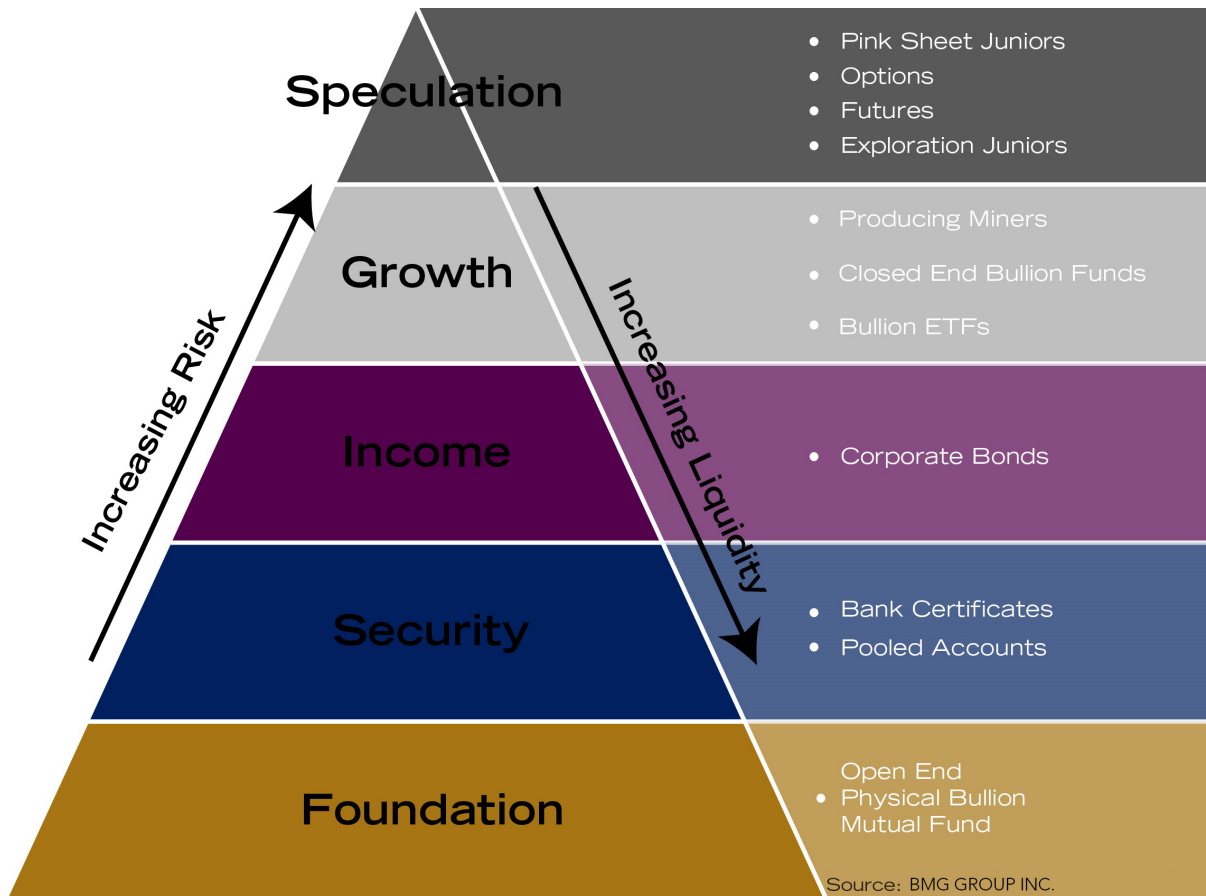 Speculation
• Pink Sheet Juniors
• Options
• Futures
• Exploration Juniors
Increasing Risk
Growth
Increasing Liquidity
• Producing Miners
• Closed End Bullion Funds
• Bullion ETFs
Income
• Corporate Bonds
Security
• Bank Certificates
• Pooled Accounts
Foundation
Open End
• Physical Bullion
Mutual Fund
Source: BMG GROUP INC.